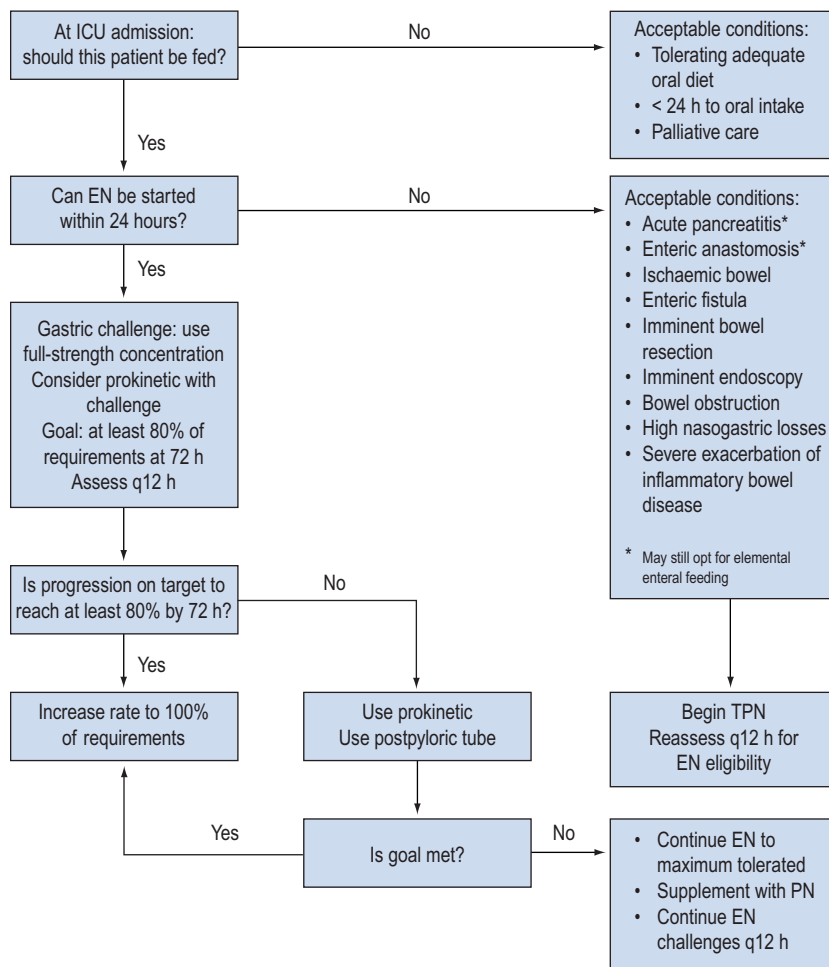 At ICU admission:
should this patient be fed?
No
Acceptable conditions:
• Tolerating adequate
oral diet
• < 24 h to oral intake
• Palliative care
Yes
Can EN be started
within 24 hours?
No
Acceptable conditions:
• Acute pancreatitis*
• Enteric anastomosis*
• Ischaemic bowel
• Enteric fistula
• Imminent bowel
resection
• Imminent endoscopy
• Bowel obstruction
• High nasogastric losses
• Severe exacerbation of
inflammatory bowel
disease
* May still opt for elemental
enteral feeding
Yes
Gastric challenge: use
full-strength concentration
Consider prokinetic with
challenge
Goal: at least 80% of
requirements at 72 h
Assess q12 h
Is progression on target to
reach at least 80% by 72 h?
No
Yes
Increase rate to 100%
of requirements
Use prokinetic
Use postpyloric tube
Begin TPN
Reassess q12 h for
EN eligibility
Yes
Is goal met?
No
• Continue EN to
maximum tolerated
• Supplement with PN
• Continue EN
challenges q12 h